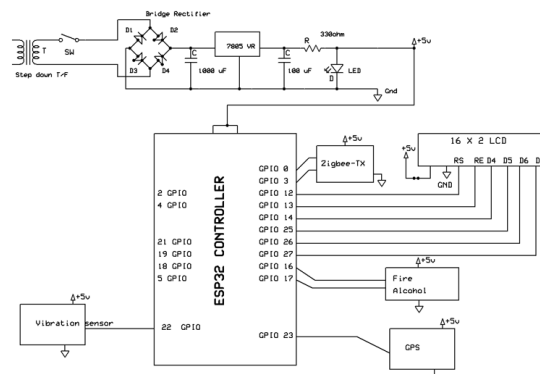 Bridge Rectifier
D1
D2
D3
D4
T
SW
Step down T/F
C
1000 uF
7805 VR
C
100 uF
330ohm
R
D
LED
+5v
Gnd
ESP32 CONTROLLER
2 GPIO
4 GPIO
21 GPIO
19 GPIO
18 GPIO
5 GPIO
22 GPIO
GPIO 0
GPIO 3
GPIO 12
GPIO 13
GPIO 14
GPIO 25
GPIO 26
GPIO 27
GPIO 16
GPIO 17
GPIO 23
+5v
Zigbee-TX
16 X 2 LCD
+5v
GND
RS RE D4 D5 D6 D
+5v
Fire
Alcohol
+5v
GPS
+5v
Vibration sensor